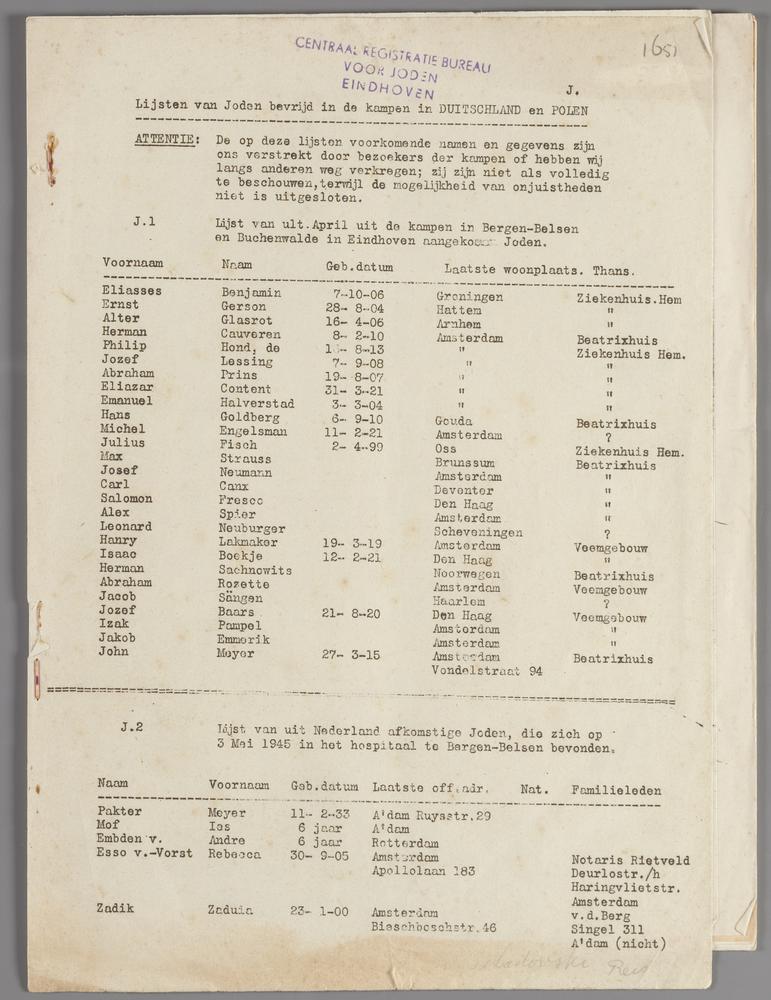 CENTRAAL REGISTRATIE BUREAU
VOOR JODEN
EINDHOVEN
1651
J.
Lijsten van Joden bevrijd in de kampen in DUITSCHLAND en POLEN
ATTENTIE: De op deze lijsten voorkomende namen en gegevens zijn
ons verstrekt door bezoekers der kampen of hebben wij
langs anderen weg verkregen; zij zijn niet als volledig
te beschouwen,terwijl de mogelijkheid van onjuistheden
niet is uitgesloten.
J.1 Lijst van ult.April uit de kampen in Bergen-Belsen
en Buchenwalde in Eindhoven aangekomen Joden.
Voornaam Naam Geb.datum Laatste woonplaats. Thans.
Eliasses Benjamin 7-10-06 Groningen Ziekenhuis.Hem
Ernst Gerson 28- 8-04 Hattem "
Alter Glasrot 16- 4-06 Arnhem "
Herman Cauveren 8- 2-10 Amsterdam Beatrixhuis
Philip Hond, de 8-13 " Ziekenhuis Hem.
Jozef Lessing 7- 9-08 " "
Abraham Prins 19- 8-07 " "
Eliazar Content 31- 3-21 " "
Emanuel Halverstad 3- 3-04 " "
Hans Goldberg 6- 9-10 Gouda Beatrixhuis
Michel Engelsman 11- 2-21 Amsterdam ?
Julius Fisch 2- 4-99 Oss Ziekenhuis Hem.
Max Strauss Brunssum Beatrixhuis
Josef Neumann Amsterdam "
Carl Canx Deventer "
Salomon Fresco Den Haag "
Alex Spier Amsterdam "
Leonard Neuburger Scheveningen ?
Hanry Lakmaker 19- 3-19 Amsterdam Veemgebouw
Isaac Boekje 12- 2-21 Den Haag "
Herman Sachnowits Noorwegen Beatrixhuis
Abraham Rozette Amsterdam Veemgebouw
Jacob Sängen Haarlem ?
Jozef Baars 21- 8-20 Den Haag Veemgebouw
Izak Pampel Amsterdam "
Jakob Emmerik Amsterdam "
John Meyer 27- 3-15 Amsterdam Beatrixhuis
Vondelstraat 94
J.2 Lijst van uit Nederland afkomstige Joden, die zich op
3 Mei 1945 in het hospitaal te Bergen-Belsen bevonden.
Naam Voornaam Geb.datum Laatste off.adr. Nat. Familieleden
Pakter Meyer 11- 2-33 A'dam Ruysstr.29
Mof Ies 6 jaar A'dam
Embden v. Andre 6 jaar Rotterdam
Esso v.-Vorst Rebecca 30- 9-05 Amsterdam Notaris Rietveld
Apollolaan 183 Deurlostr./h
Haringvlietstr.
Amsterdam
Zadik Zaduia 23- 1-00 Amsterdam v.d.Berg
Bieschboschstr.46 Singel 311
A'dam (nicht)